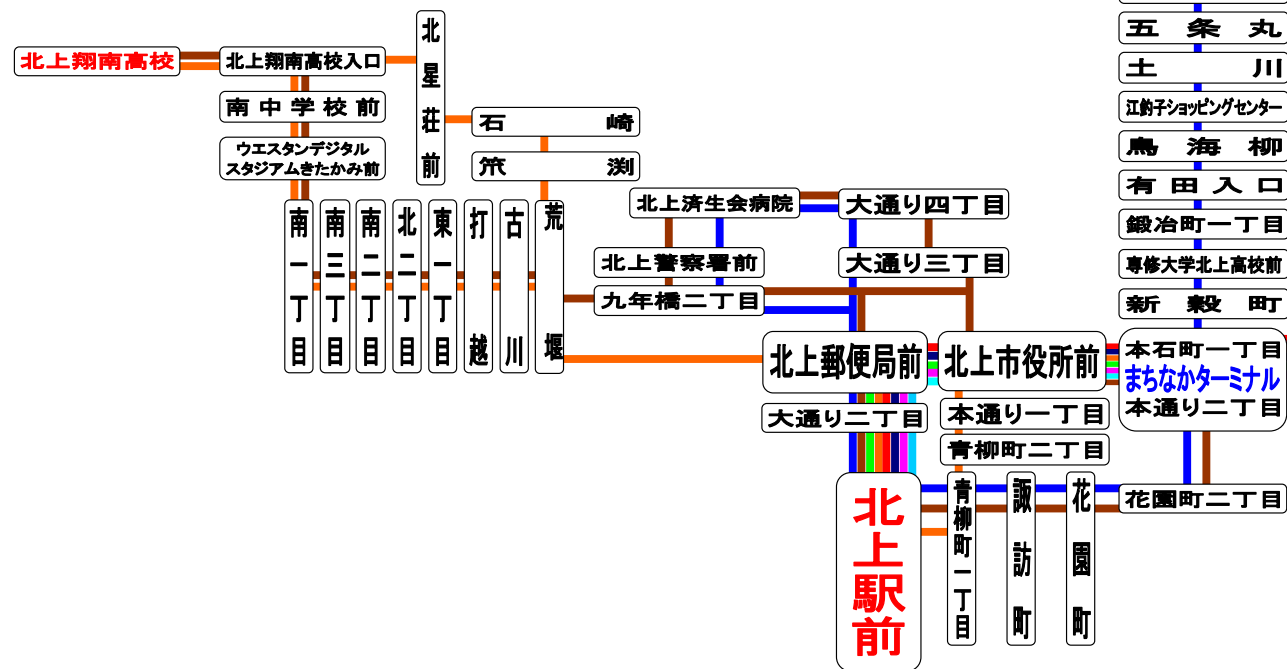 北上翔南高校
北上翔南高校入口
南中学校前
ウエスタンデジタル
スタジアムきたかみ前
北星荘前
石崎
笊渕
南一丁目
南三丁目
南二丁目
北二丁目
東一丁目
打越
古川
荒堰
北上済生会病院
大通り四丁目
北上警察署前
大通り三丁目
九年橋二丁目
北上郵便局前
北上市役所前
大通り二丁目
本通り一丁目
青柳町二丁目
北上駅前
青柳町一丁目
諏訪町
花園町
五条丸
土川
江釣子ショッピングセンター
鳥海柳
有田入口
鍛冶町一丁目
専修大学北上高校前
新穀町
本石町一丁目
まちなかターミナル
本通り二丁目
花園町二丁目